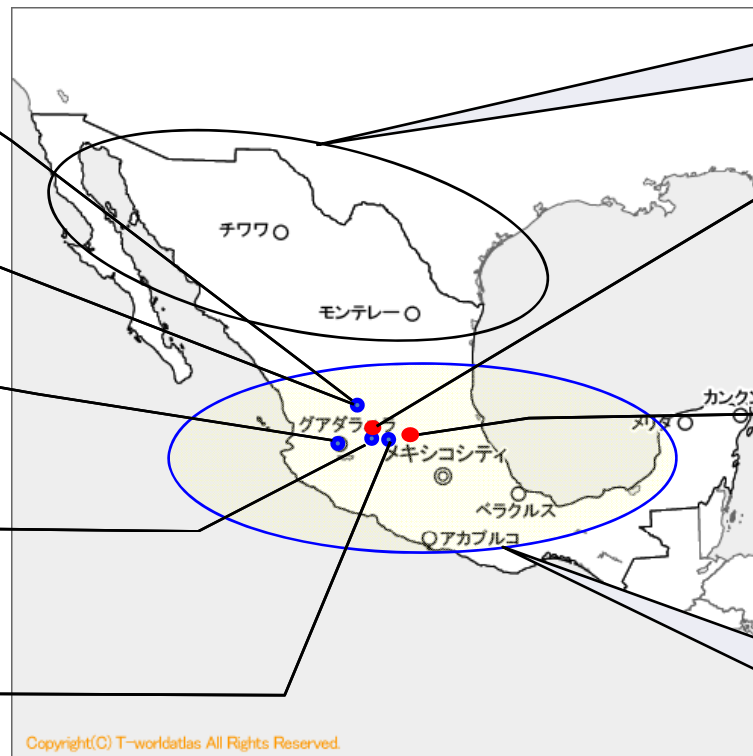 チワワ
モンテレー
カンクン
グアダラ ラ
メリダ
メキシコシティ
ベラクルス
アカプルコ
Copyright(C) T-worldatlas All Rights Reserved.